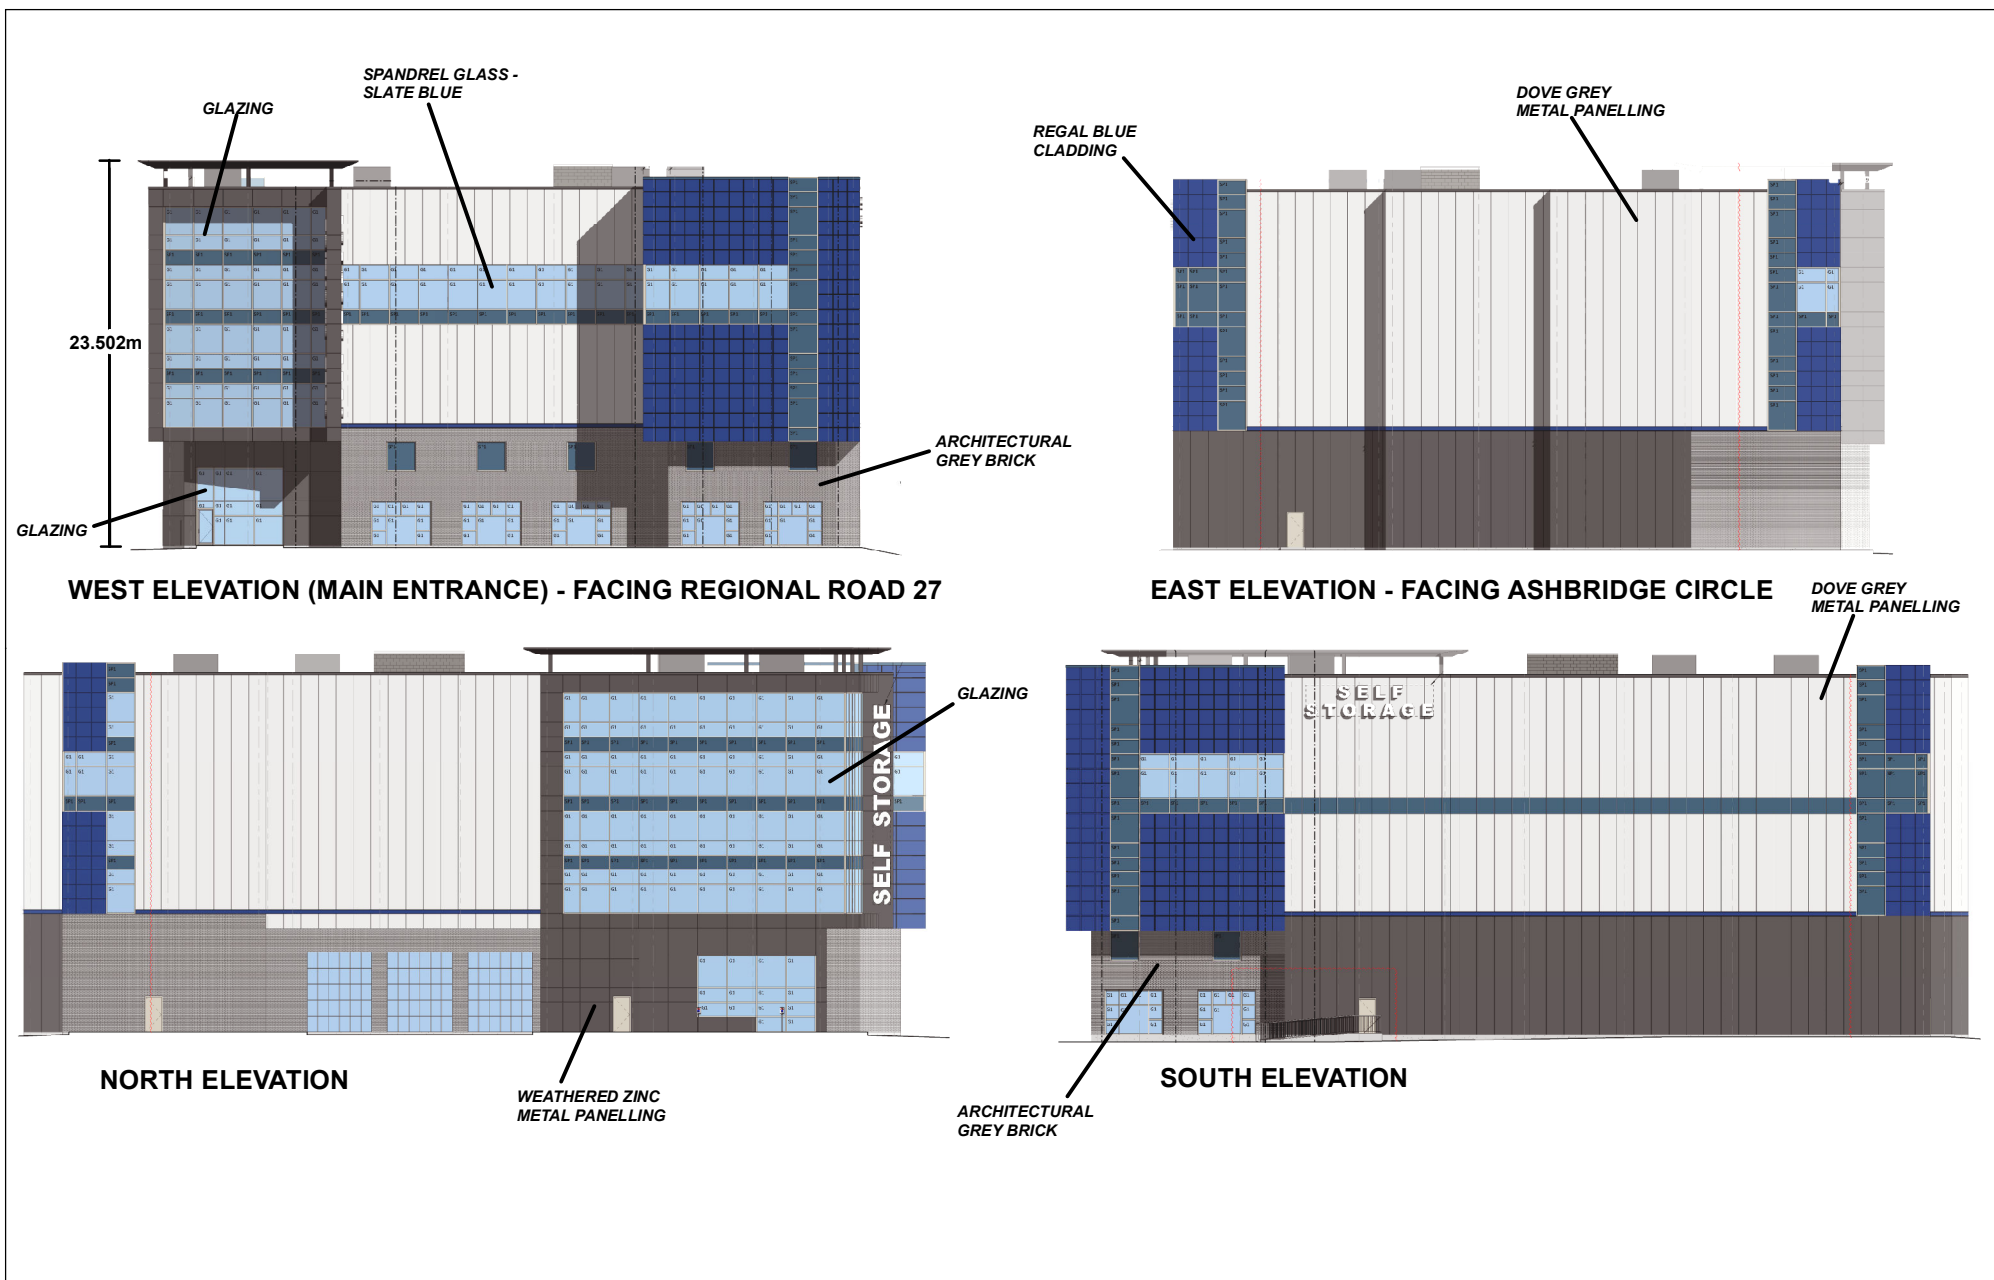 SPANDREL GLASS -
SLATE BLUE
GLAZING
23.502m
ARCHITECTURAL
GREY BRICK
GLAZING
WEST ELEVATION (MAIN ENTRANCE) - FACING REGIONAL ROAD 27
DOVE GREY
METAL PANELLING
REGAL BLUE
CLADDING
EAST ELEVATION - FACING ASHBRIDGE CIRCLE
GLAZING
SELF STORAGE
WEATHERED ZINC
METAL PANELLING
NORTH ELEVATION
DOVE GREY
METAL PANELLING
SELF
STORAGE
ARCHITECTURAL
GREY BRICK
SOUTH ELEVATION